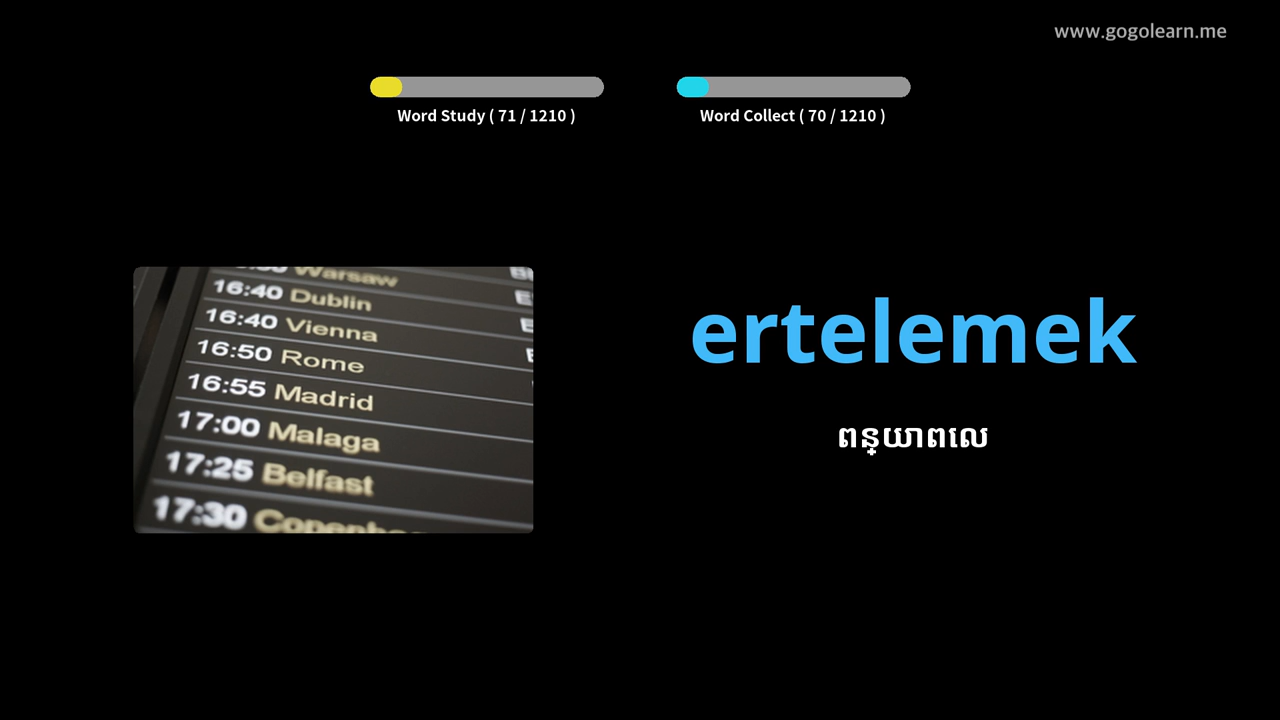 www.gogolearn.me
Word Study ( 71 / 1210 )
Word Collect ( 70 / 1210 )
Warsaw
16:40 Dublin
16:40 Vienna
16:50 Rome
16:55 Madrid
17:00 Malaga
17:25 Belfast
17:30
ertelemek
ពន្យាពលេ